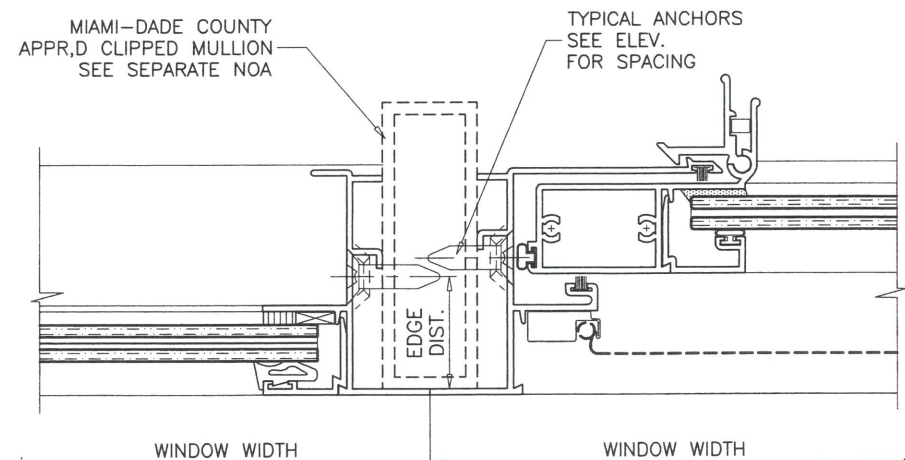 MIAMI-DADE COUNTY
APPR,D CLIPPED MULLION
SEE SEPARATE NOA
TYPICAL ANCHORS
SEE ELEV.
FOR SPACING
EDGE
DIST.
WINDOW WIDTH
WINDOW WIDTH